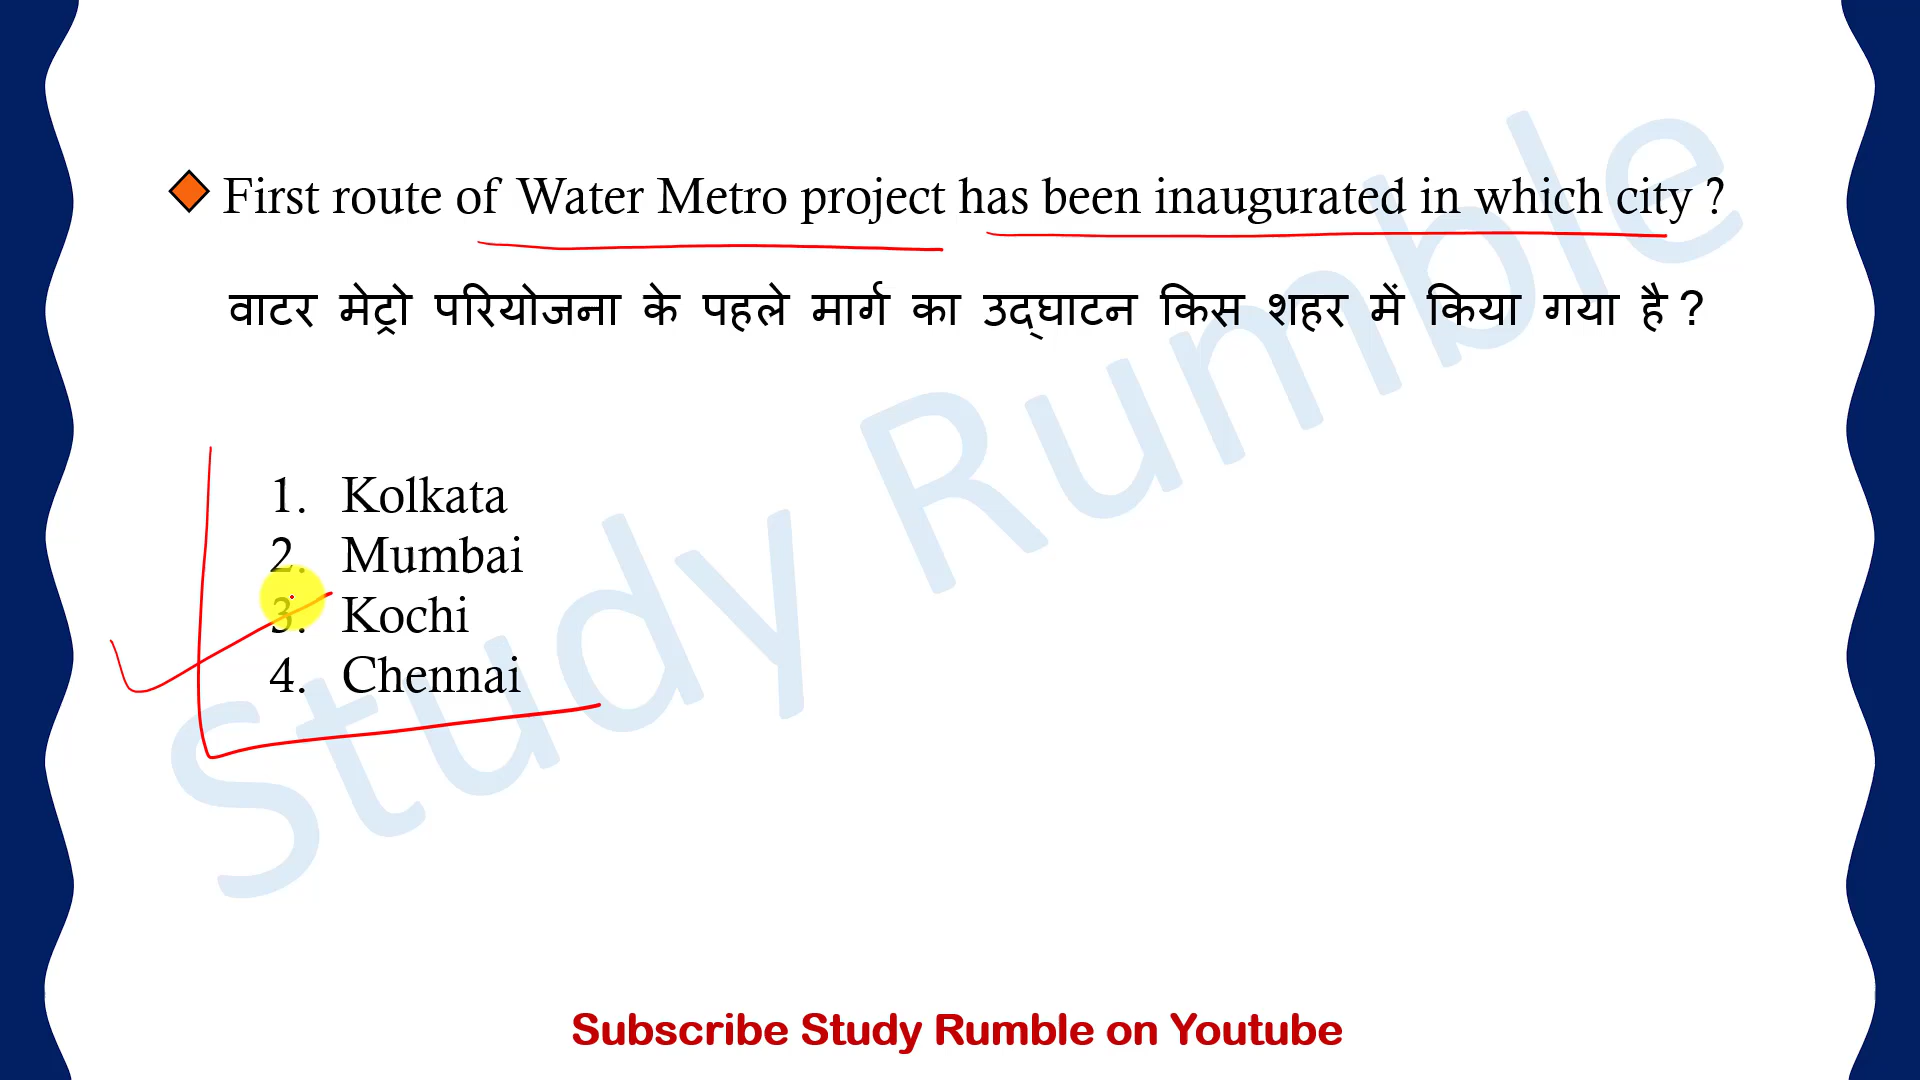 First route of Water Metro project has been inaugurated in which city ?
वाटर मेट्रो परियोजना के पहले मार्ग का उद्घाटन किस शहर में किया गया है ?
1. Kolkata
2. Mumbai
3. Kochi
4. Chennai
Study Rumble
Subscribe Study Rumble on Youtube